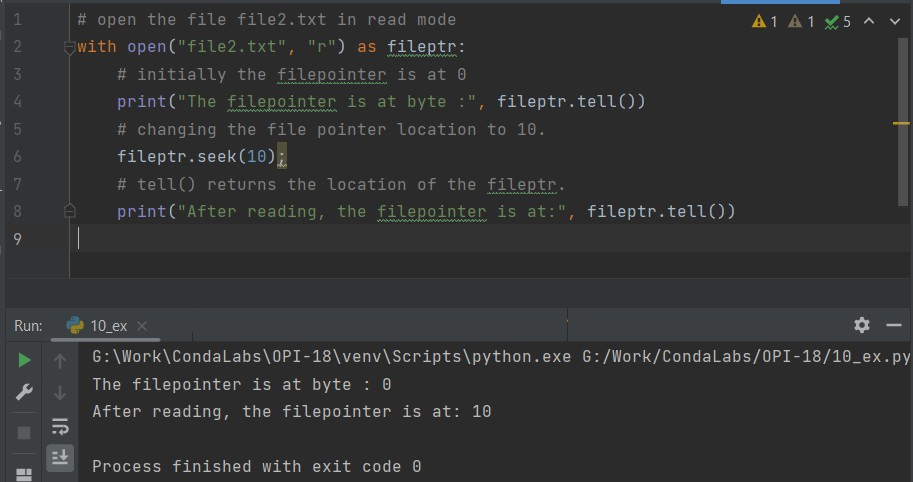 1 # open the file file2.txt in read mode
⚠ 1 ⚠ 1 ✓ 5
2 with open("file2.txt", "r") as fileptr:
3     # initially the filepointer is at 0
4     print("The filepointer is at byte :", fileptr.tell())
5     # changing the file pointer location to 10.
6     fileptr.seek(10);
7     # tell() returns the location of the fileptr.
8     print("After reading, the filepointer is at:", fileptr.tell())
9
Run: 10_ex ×
G:\Work\CondaLabs\OPI-18\venv\Scripts\python.exe G:/Work/CondaLabs/OPI-18/10_ex.py
The filepointer is at byte : 0
After reading, the filepointer is at: 10
Process finished with exit code 0